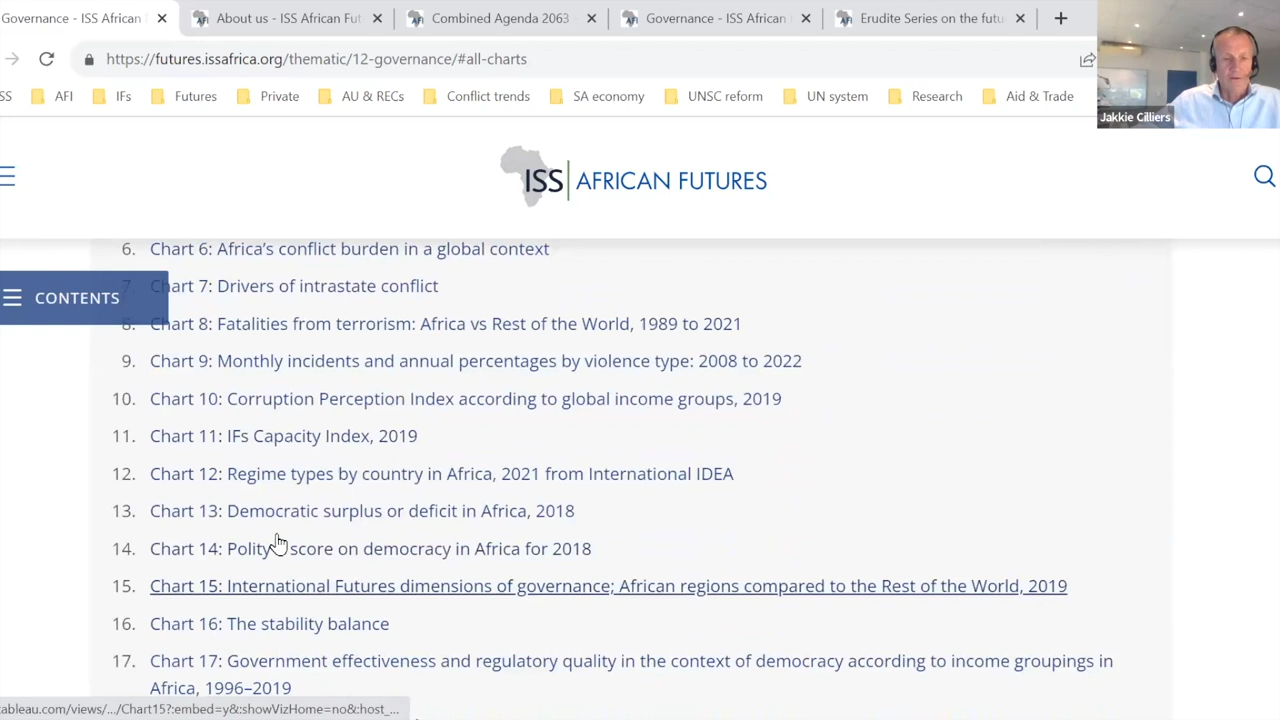 Governance - ISS African
About us - ISS African Fut
Combined Agenda 2063
Governance - ISS African
Erudite Series on the futu
https://futures.issafrica.org/thematic/12-governance/#all-charts
SS
AFI
IFs
Futures
Private
AU & RECs
Conflict trends
SA economy
UNSC reform
UN system
Research
Aid & Trade
Jakkie Cilliers
ISS AFRICAN FUTURES
6. Chart 6: Africa's conflict burden in a global context
CONTENTS
7. Chart 7: Drivers of intrastate conflict
8. Chart 8: Fatalities from terrorism: Africa vs Rest of the World, 1989 to 2021
9. Chart 9: Monthly incidents and annual percentages by violence type: 2008 to 2022
10. Chart 10: Corruption Perception Index according to global income groups, 2019
11. Chart 11: IFs Capacity Index, 2019
12. Chart 12: Regime types by country in Africa, 2021 from International IDEA
13. Chart 13: Democratic surplus or deficit in Africa, 2018
14. Chart 14: Polity score on democracy in Africa for 2018
15. Chart 15: International Futures dimensions of governance; African regions compared to the Rest of the World, 2019
16. Chart 16: The stability balance
17. Chart 17: Government effectiveness and regulatory quality in the context of democracy according to income groupings in
Africa, 1996–2019
tableau.com/views/.../Chart15?:embed=y&:showVizHome=no&:host_...